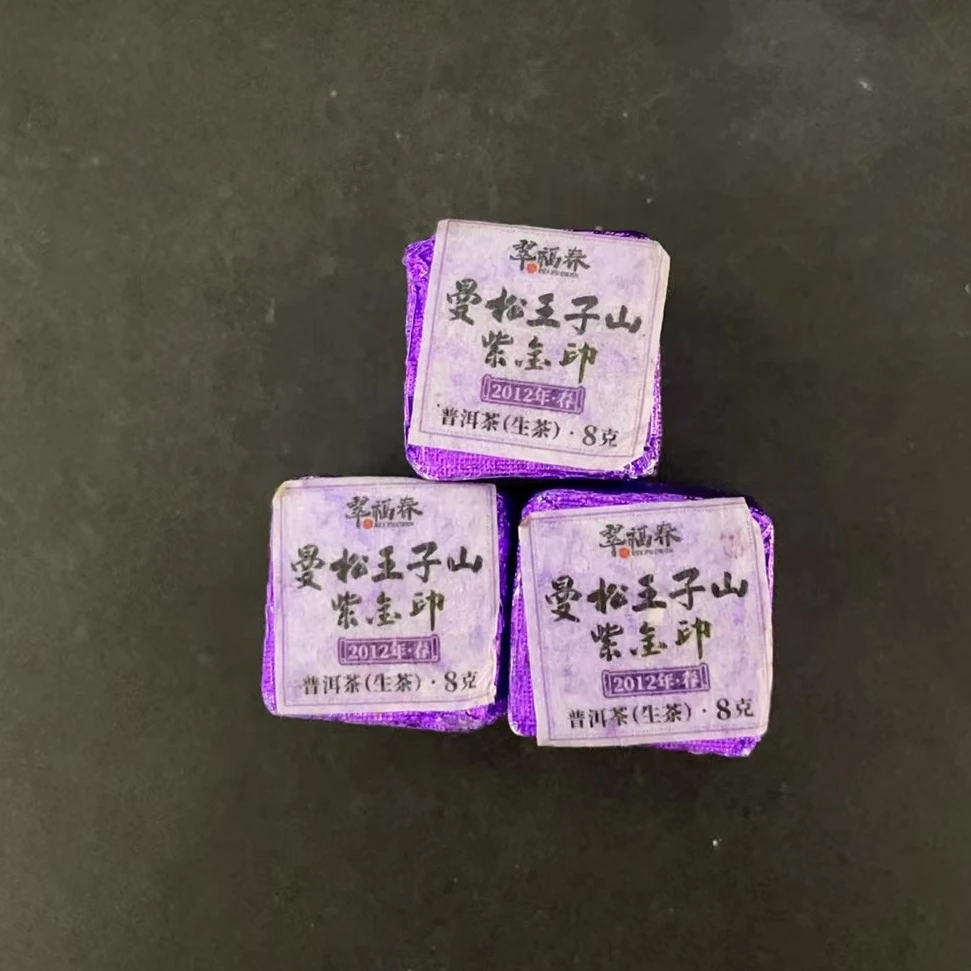 翠福春
曼松王子山
紫金印
2012年·春
普洱茶(生茶)·8克
翠福春
曼松王子山
紫金印
2012年·春
普洱茶(生茶)·8克
翠福春
曼松王子山
紫金印
2012年·春
普洱茶(生茶)·8克